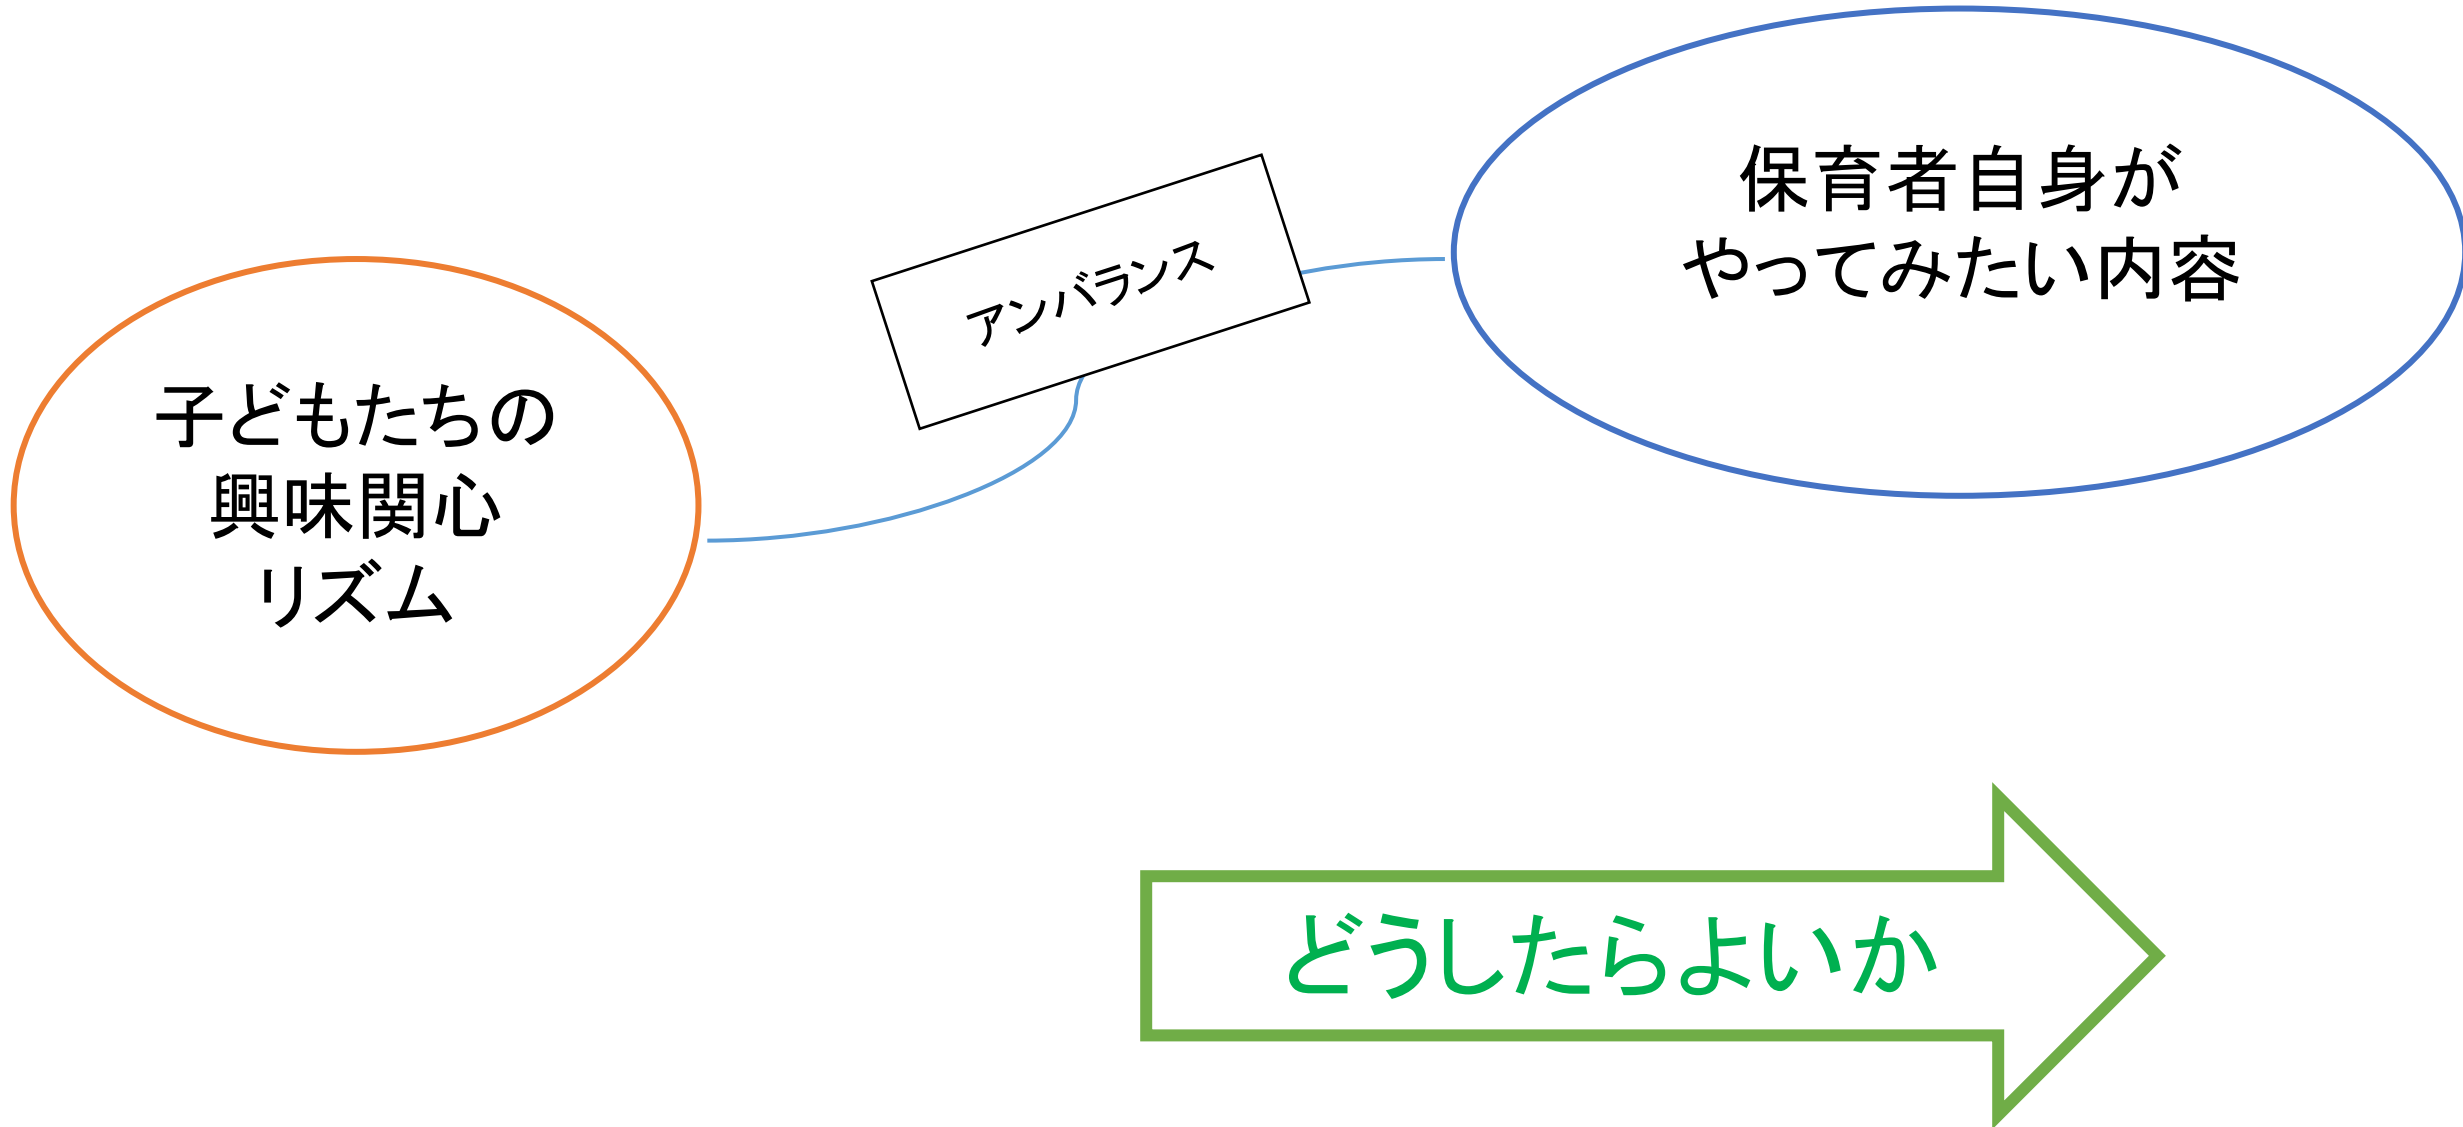 子どもたちの
興味関心
リズム
アンバランス
保育者自身が
やってみたい内容
どうしたらよいか